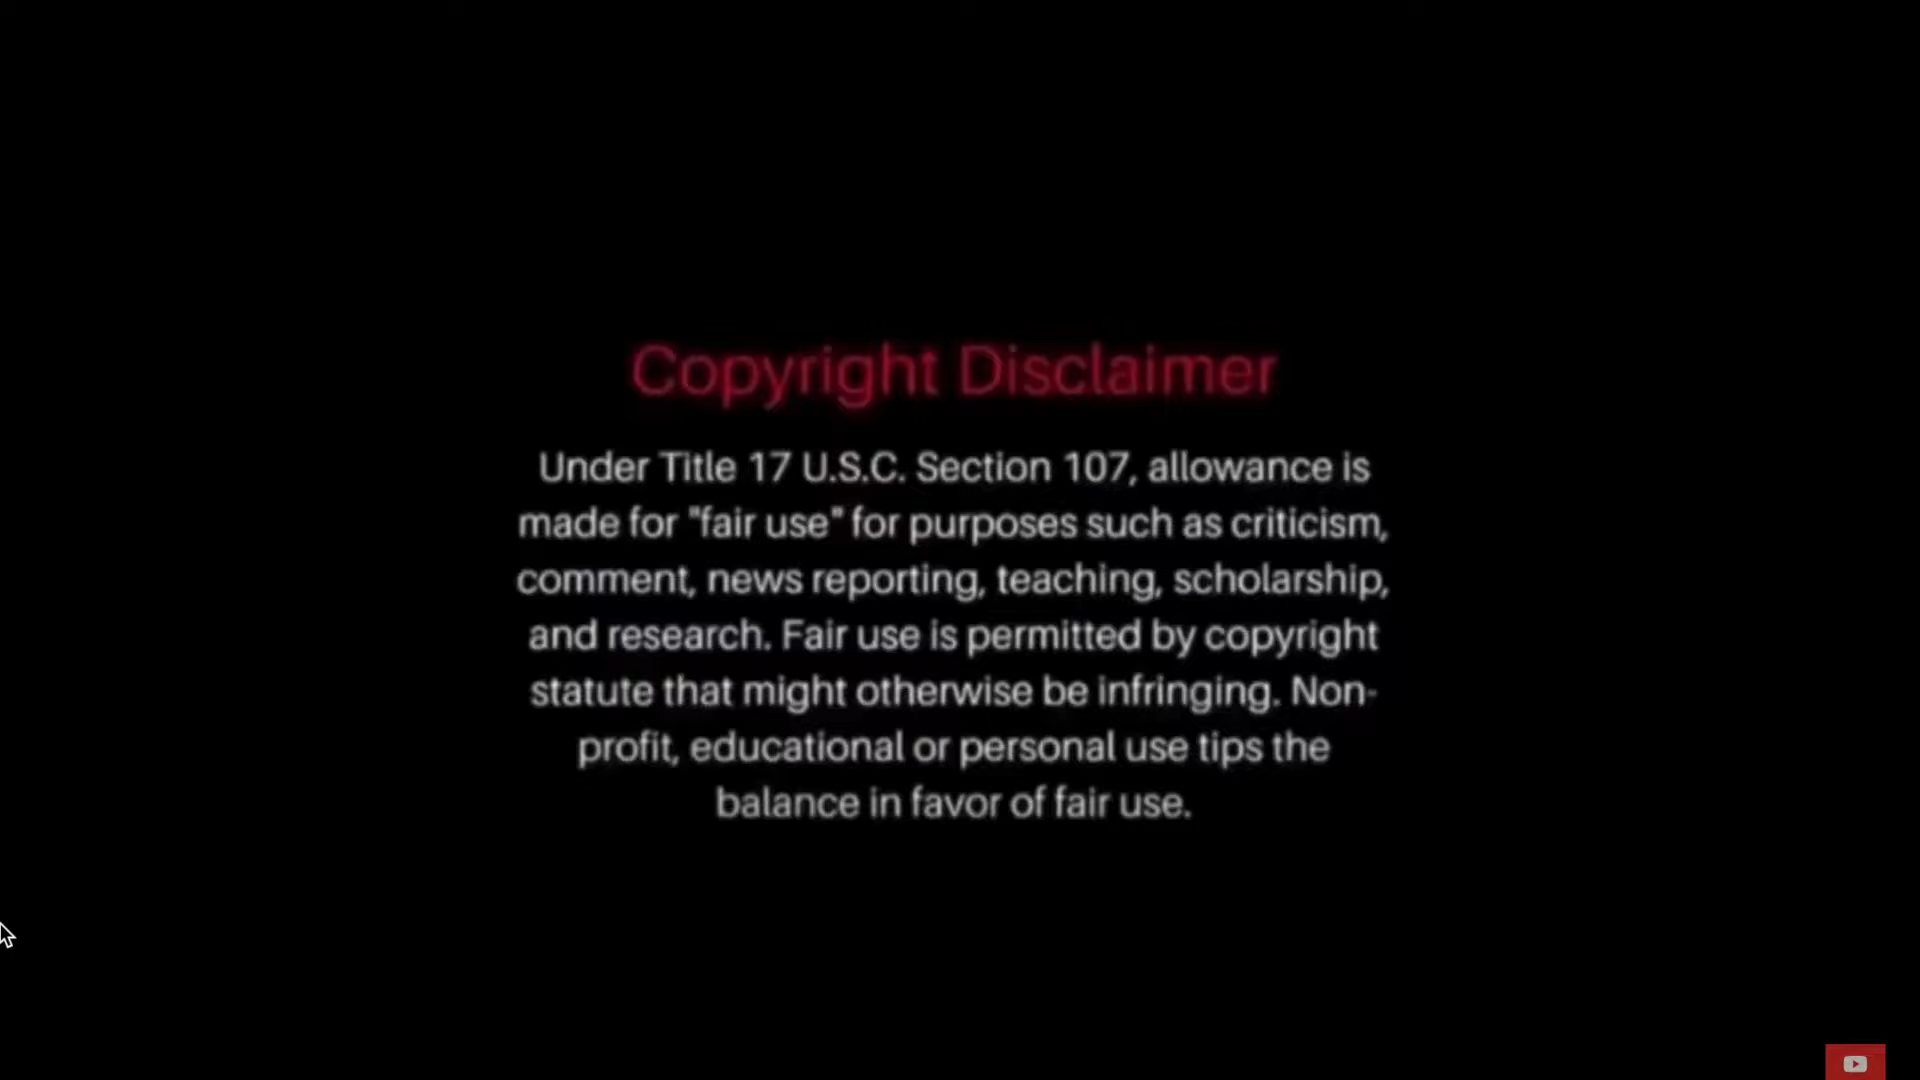 Copyright Disclaimer
Under Title 17 U.S.C. Section 107, allowance is
made for "fair use" for purposes such as criticism,
comment, news reporting, teaching, scholarship,
and research. Fair use is permitted by copyright
statute that might otherwise be infringing. Non-
profit, educational or personal use tips the
balance in favor of fair use.